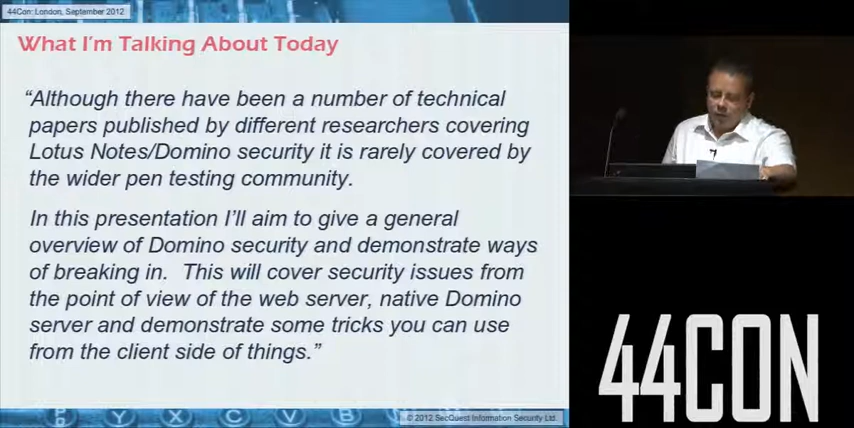 44Con: London, September 2012
What I'm Talking About Today
“Although there have been a number of technical
papers published by different researchers covering
Lotus Notes/Domino security it is rarely covered by
the wider pen testing community.
In this presentation I'll aim to give a general
overview of Domino security and demonstrate ways
of breaking in.  This will cover security issues from
the point of view of the web server, native Domino
server and demonstrate some tricks you can use
from the client side of things.”
Y X C V B
© 2012 SecQuest Information Security Ltd.
44CON